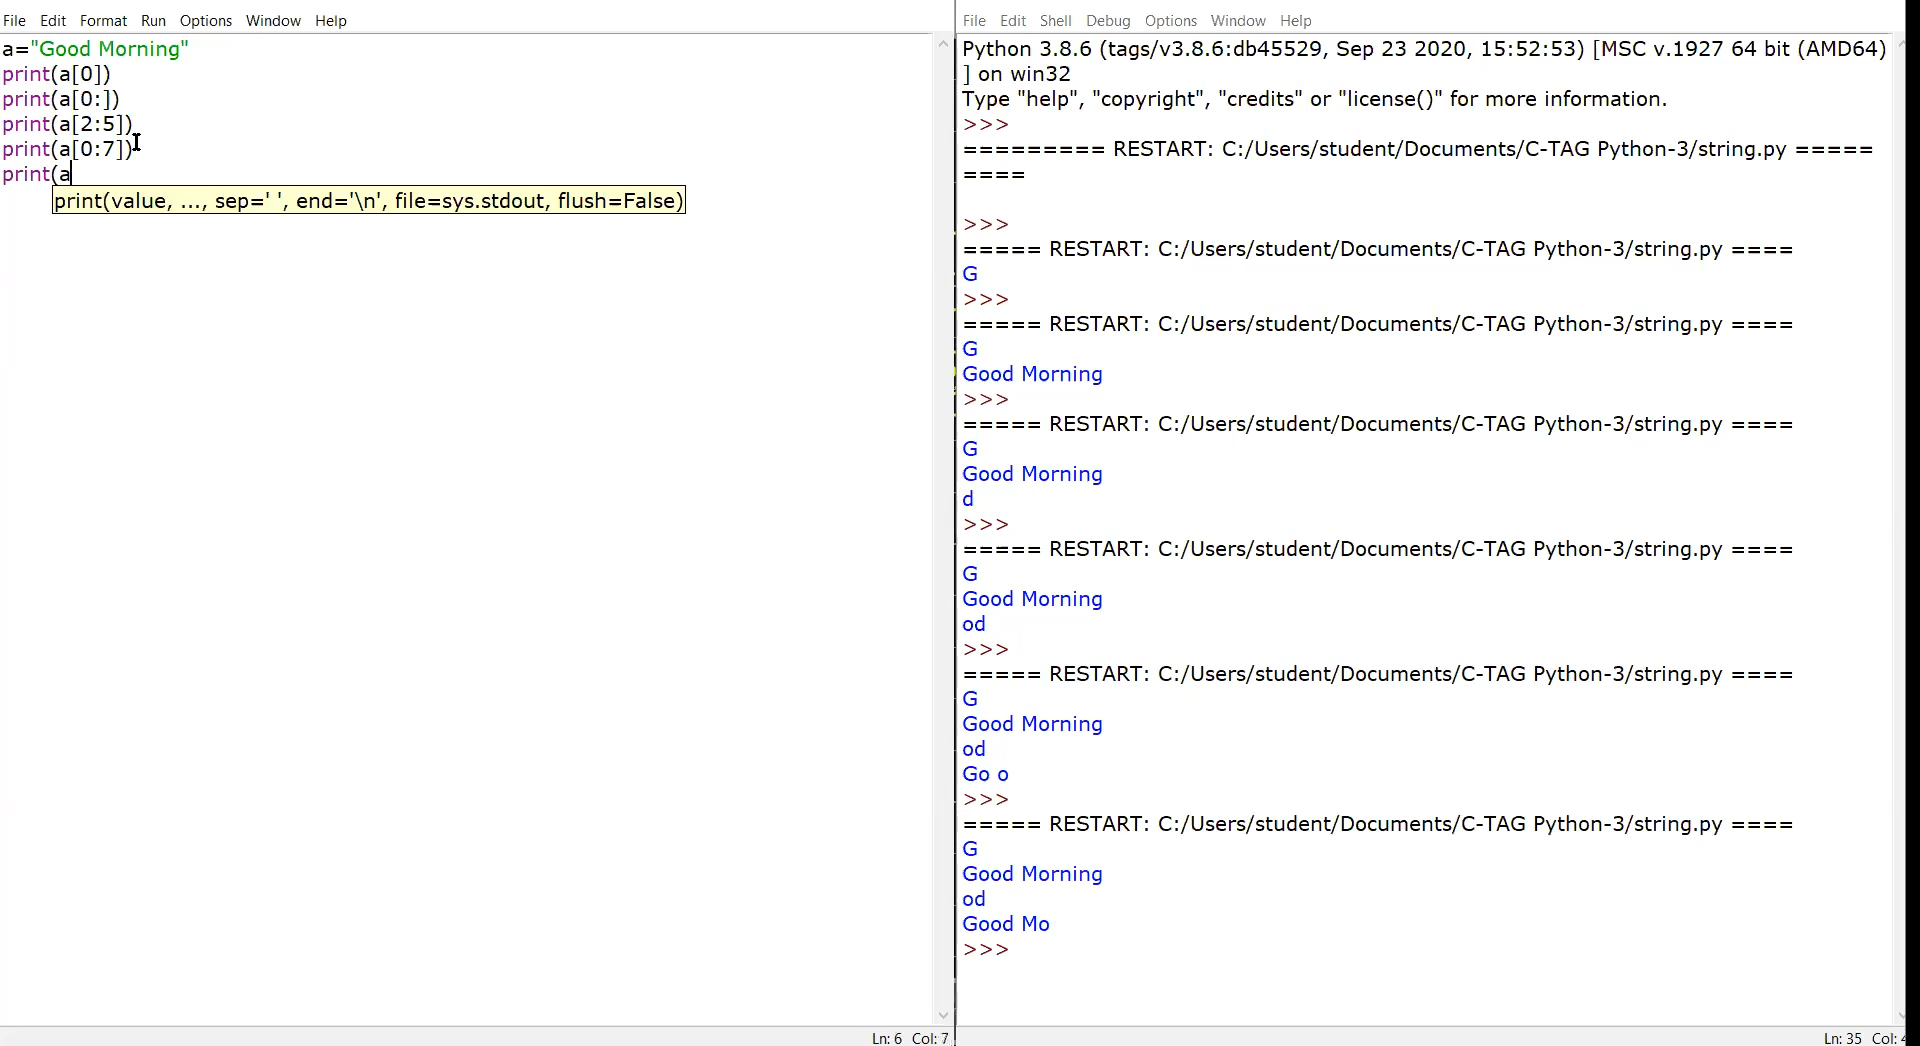 File Edit Format Run Options Window Help
a="Good Morning"
print(a[0])
print(a[0:])
print(a[2:5])
print(a[0:7])
print(a
print(value, ..., sep=' ', end='\n', file=sys.stdout, flush=False)
Ln: 6 Col: 7
File Edit Shell Debug Options Window Help
Python 3.8.6 (tags/v3.8.6:db45529, Sep 23 2020, 15:52:53) [MSC v.1927 64 bit (AMD64)
] on win32
Type "help", "copyright", "credits" or "license()" for more information.
>>>
========= RESTART: C:/Users/student/Documents/C-TAG Python-3/string.py =====
====
>>>
===== RESTART: C:/Users/student/Documents/C-TAG Python-3/string.py ====
G
>>>
===== RESTART: C:/Users/student/Documents/C-TAG Python-3/string.py ====
G
Good Morning
>>>
===== RESTART: C:/Users/student/Documents/C-TAG Python-3/string.py ====
G
Good Morning
d
>>>
===== RESTART: C:/Users/student/Documents/C-TAG Python-3/string.py ====
G
Good Morning
od
>>>
===== RESTART: C:/Users/student/Documents/C-TAG Python-3/string.py ====
G
Good Morning
od
Go o
>>>
===== RESTART: C:/Users/student/Documents/C-TAG Python-3/string.py ====
G
Good Morning
od
Good Mo
>>>
Ln: 35 Col: